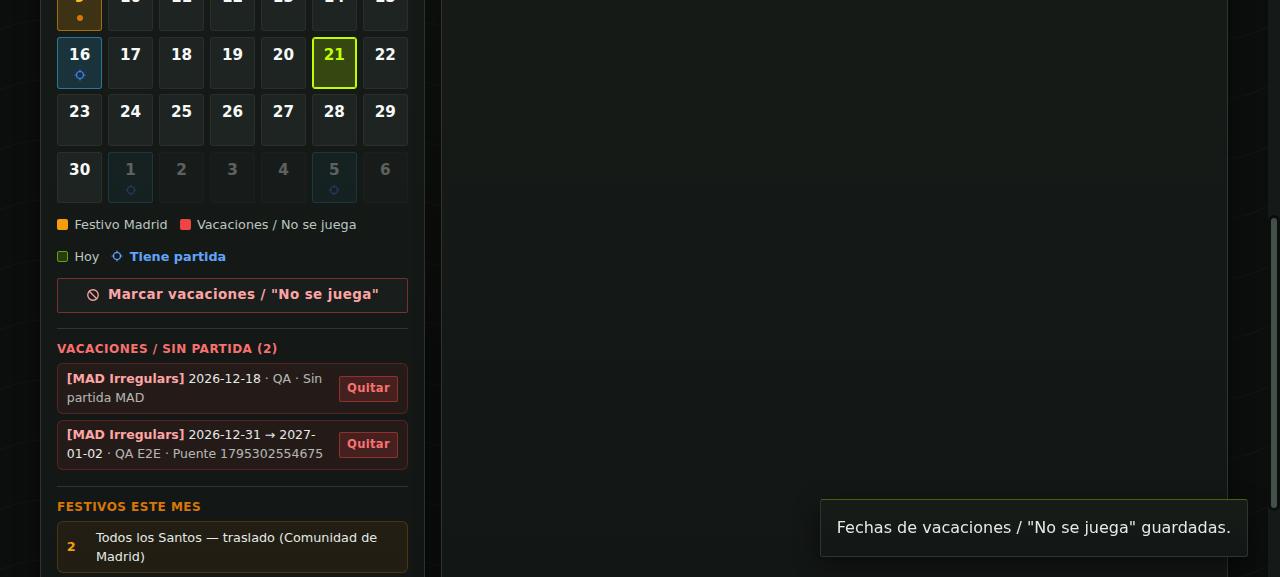 16 17 18 19 20 21 22
23 24 25 26 27 28 29
30 1 2 3 4 5 6
Festivo Madrid Vacaciones / No se juega
Hoy Tiene partida
Marcar vacaciones / "No se juega"
VACACIONES / SIN PARTIDA (2)
[MAD Irregulars] 2026-12-18 · QA · Sin
partida MAD
Quitar
[MAD Irregulars] 2026-12-31 → 2027-
01-02 · QA E2E · Puente 1795302554675
Quitar
FESTIVOS ESTE MES
2 Todos los Santos — traslado (Comunidad de
Madrid)
Fechas de vacaciones / "No se juega" guardadas.